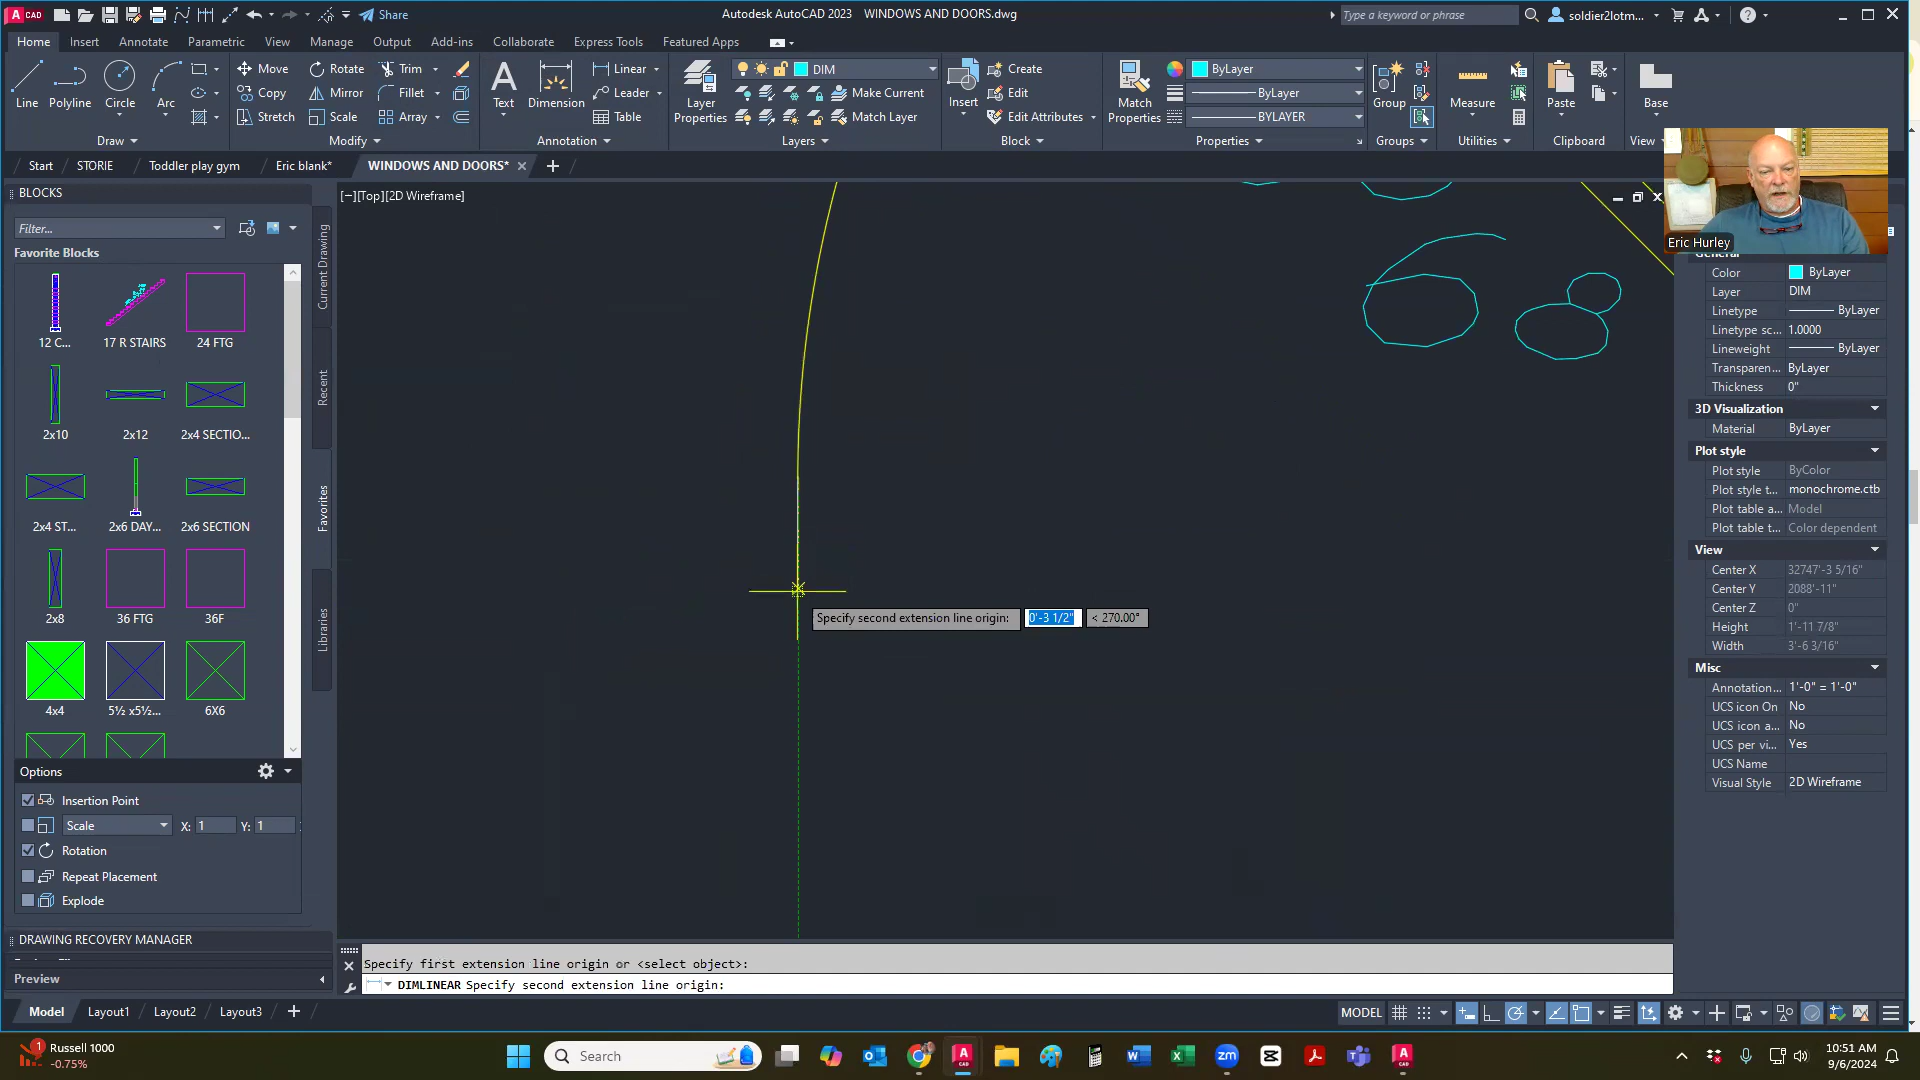 CAD
Share
Autodesk AutoCAD 2023 WINDOWS AND DOORS.dwg
Type a keyword or phrase
soldier2lotm...
Home Insert Annotate Parametric View Manage Output Add-ins Collaborate Express Tools Featured Apps
Line Polyline Circle Arc
Move Rotate Trim
Copy Mirror Fillet
Stretch Scale Array
Text Dimension
Linear
Leader
Table
Layer
Properties
DIM
Make Current
Match Layer
Insert
Create
Edit
Edit Attributes
Match
Properties
ByLayer
ByLayer
BYLAYER
Group
Measure
Paste
Base
Draw Modify Annotation Layers Block Properties Groups Utilities Clipboard View
Start STORIE Toddler play gym Eric blank* WINDOWS AND DOORS*
BLOCKS
Filter...
Favorite Blocks
12 C... 17 R STAIRS 24 FTG
2x10 2x12 2x4 SECTIO...
2x4 ST... 2x6 DAY... 2x6 SECTION
2x8 36 FTG 36F
4x4 5½ x5½... 6X6
Current Drawing
Recent
Favorites
Libraries
Options
Insertion Point
Scale X: 1 Y: 1
Rotation
Repeat Placement
Explode
DRAWING RECOVERY MANAGER
Preview
[−][Top][2D Wireframe]
Specify second extension line origin: 0'-3 1/2" < 270.00°
Eric Hurley
General
Color ByLayer
Layer DIM
Linetype ByLayer
Linetype sc... 1.0000
Lineweight ByLayer
Transparen... ByLayer
Thickness 0"
3D Visualization
Material ByLayer
Plot style
Plot style ByColor
Plot style t... monochrome.ctb
Plot table a... Model
Plot table t... Color dependent
View
Center X 32747'-3 5/16"
Center Y 2088'-11"
Center Z 0"
Height 1'-11 7/8"
Width 3'-6 3/16"
Misc
Annotation... 1'-0" = 1'-0"
UCS icon On No
UCS icon a... No
UCS per vi... Yes
UCS Name
Visual Style 2D Wireframe
Specify first extension line origin or <select object>:
DIMLINEAR Specify second extension line origin:
Model Layout1 Layout2 Layout3
MODEL
1
Russell 1000
-0.75%
Search
10:51 AM
9/6/2024